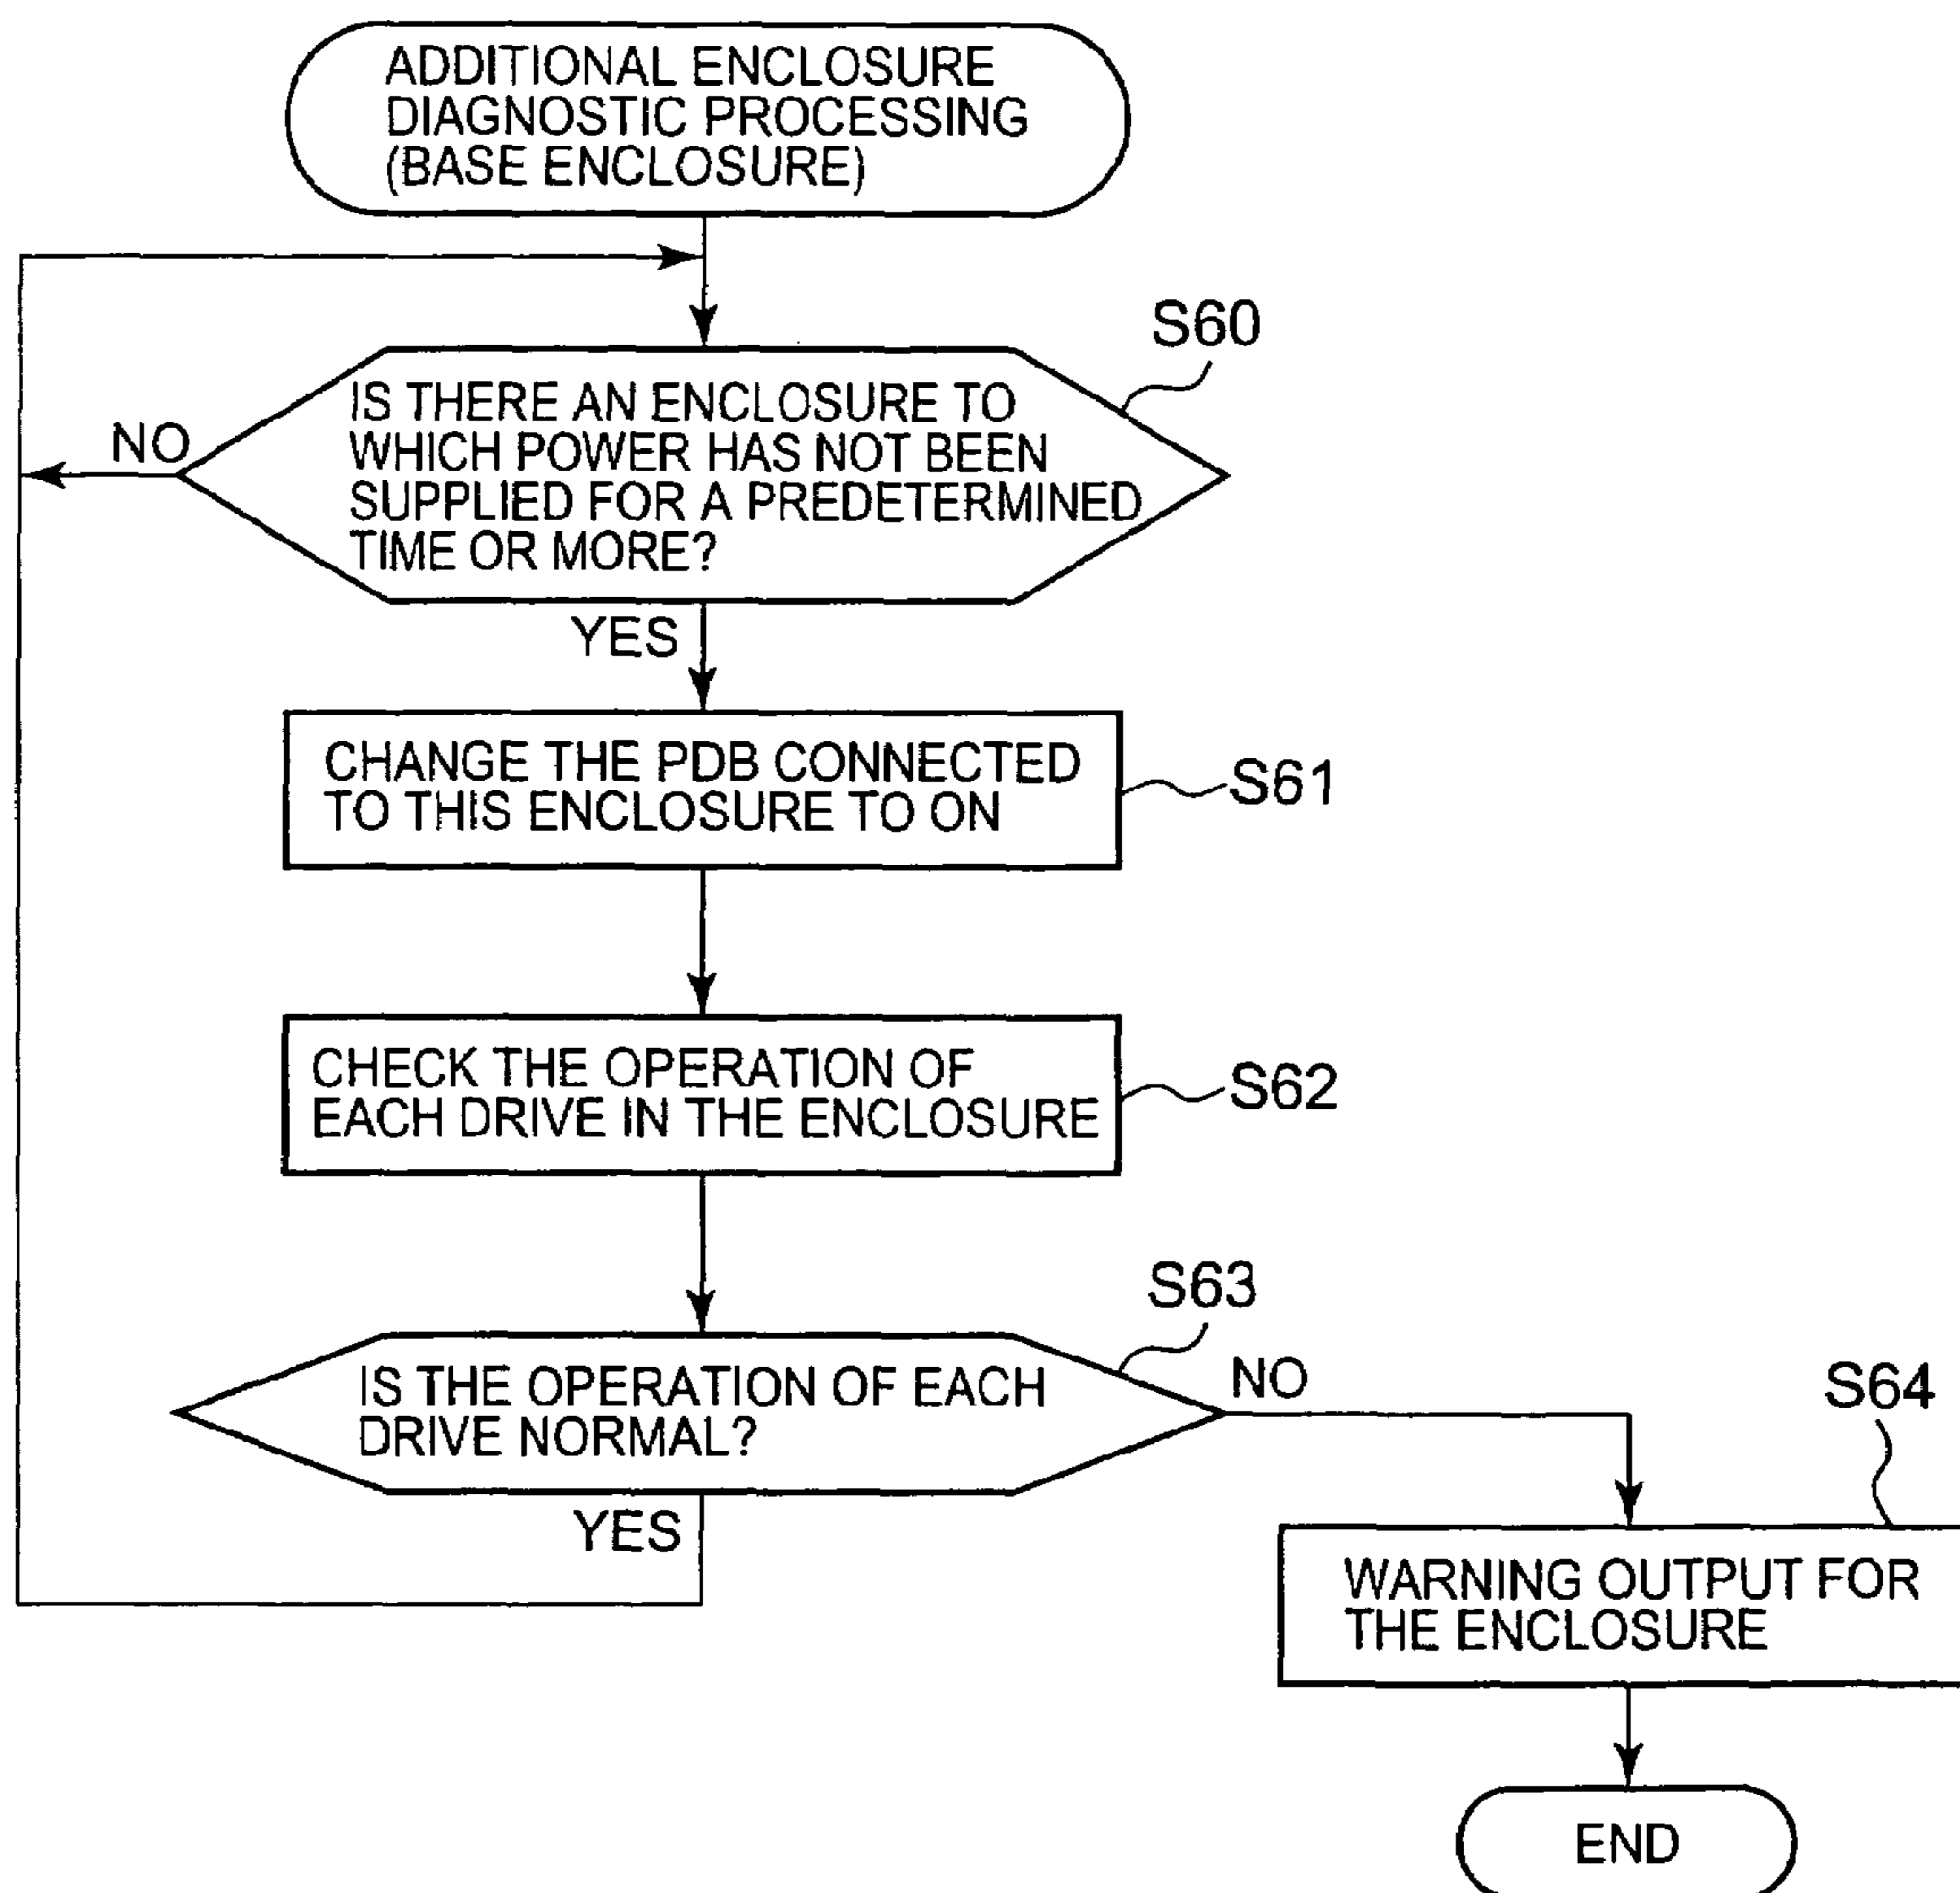 ADDITIONAL ENCLOSURE
DIAGNOSTIC PROCESSING
(BASE ENCLOSURE)
S60
IS THERE AN ENCLOSURE TO
WHICH POWER HAS NOT BEEN
SUPPLIED FOR A PREDETERMINED
TIME OR MORE?
NO
YES
CHANGE THE PDB CONNECTED
TO THIS ENCLOSURE TO ON
S61
CHECK THE OPERATION OF
EACH DRIVE IN THE ENCLOSURE
S62
S63
IS THE OPERATION OF EACH
DRIVE NORMAL?
NO
YES
S64
WARNING OUTPUT FOR
THE ENCLOSURE
END